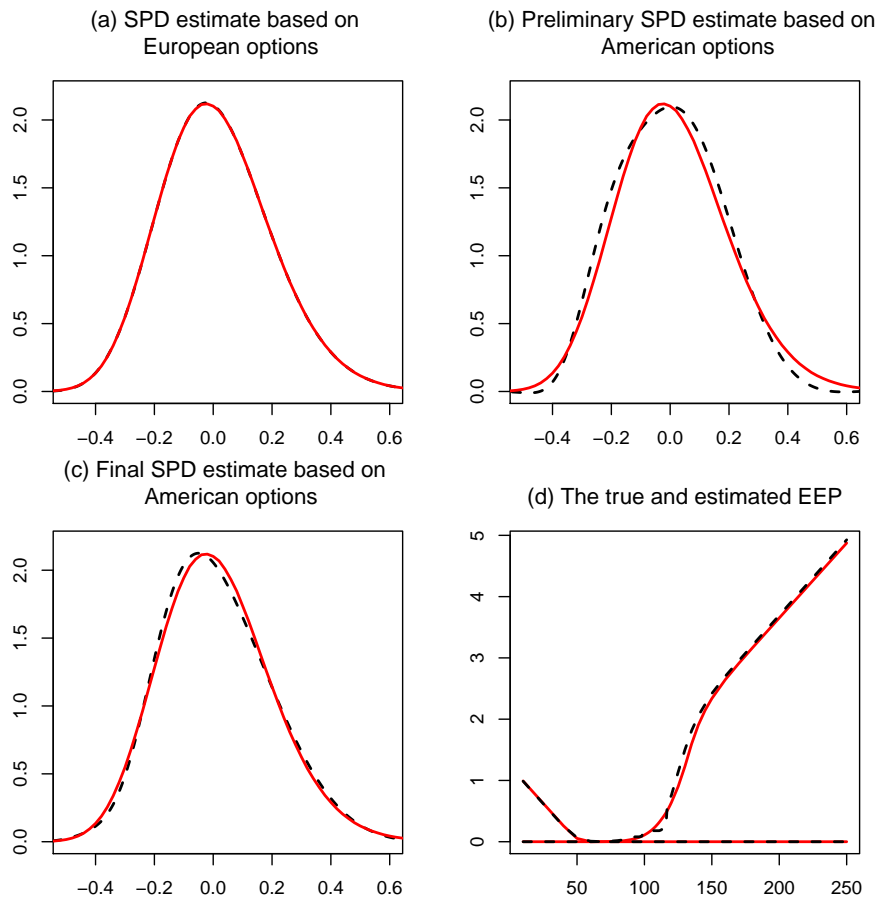 (a) SPD estimate based on
European options
2.0
1.5
1.0
0.5
0.0
−0.4 −0.2 0.0 0.2 0.4 0.6
(b) Preliminary SPD estimate based on
American options
2.0
1.5
1.0
0.5
0.0
−0.4 −0.2 0.0 0.2 0.4 0.6
(c) Final SPD estimate based on
American options
2.0
1.5
1.0
0.5
0.0
−0.4 −0.2 0.0 0.2 0.4 0.6
(d) The true and estimated EEP
5
4
3
2
1
0
50 100 150 200 250